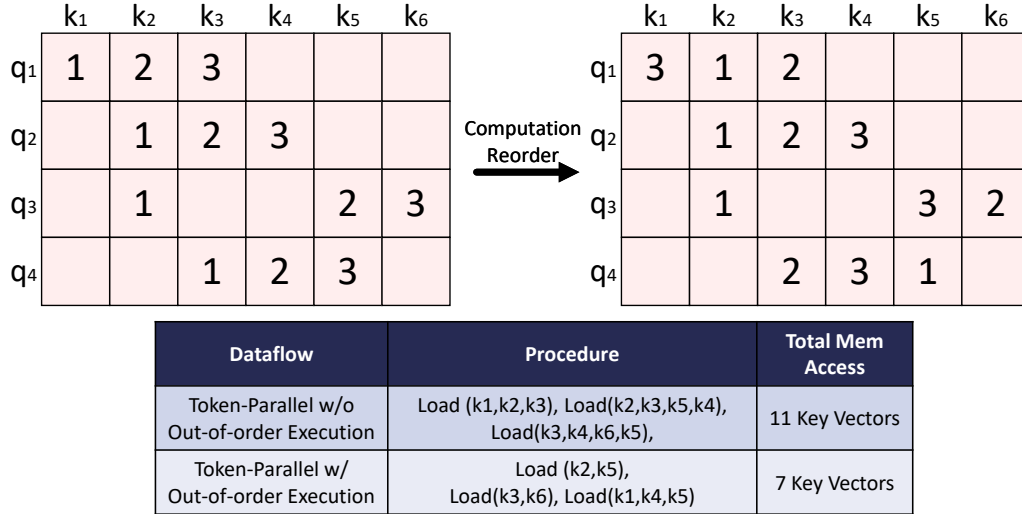 k1 k2 k3 k4 k5 k6
q1 1 2 3
q2 1 2 3
q3 1 2 3
q4 1 2 3
Computation
Reorder
k1 k2 k3 k4 k5 k6
q1 3 1 2
q2 1 2 3
q3 1 3 2
q4 2 3 1
Dataflow Procedure Total Mem
Access
Token-Parallel w/o
Out-of-order Execution
Load (k1,k2,k3), Load(k2,k3,k5,k4),
Load(k3,k4,k6,k5),
11 Key Vectors
Token-Parallel w/
Out-of-order Execution
Load (k2,k5),
Load(k3,k6), Load(k1,k4,k5)
7 Key Vectors